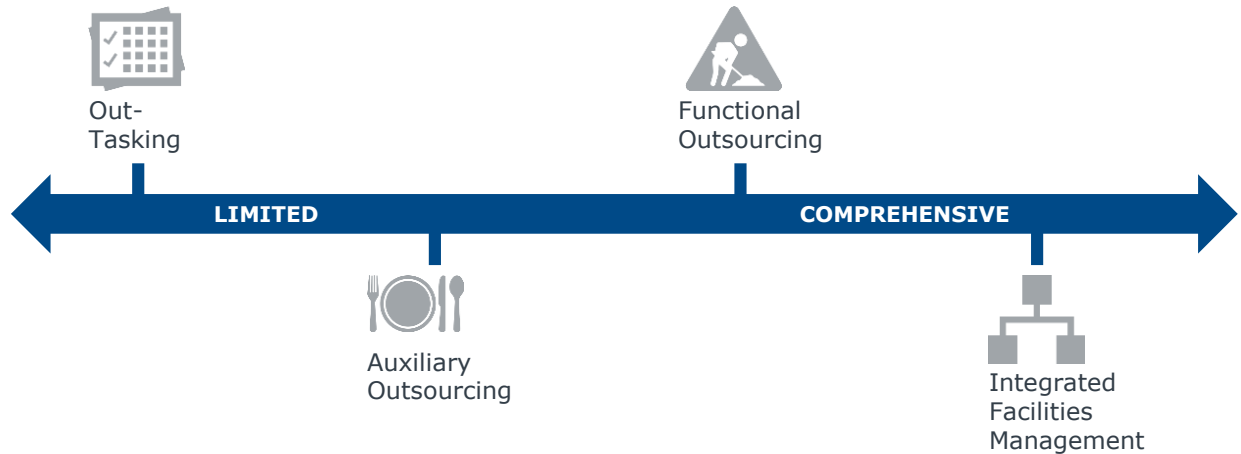 Out-
Tasking
Functional
Outsourcing
LIMITED
COMPREHENSIVE
Auxiliary
Outsourcing
Integrated
Facilities
Management